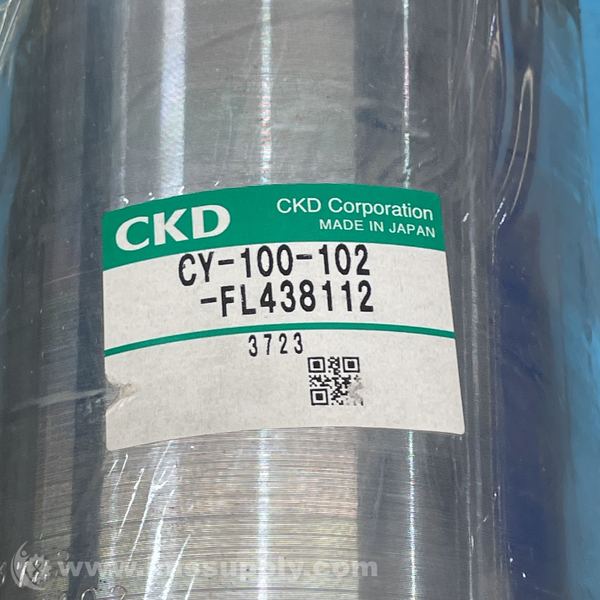 CKD
CKD Corporation
MADE IN JAPAN
CY-100-102
-FL438112
3723